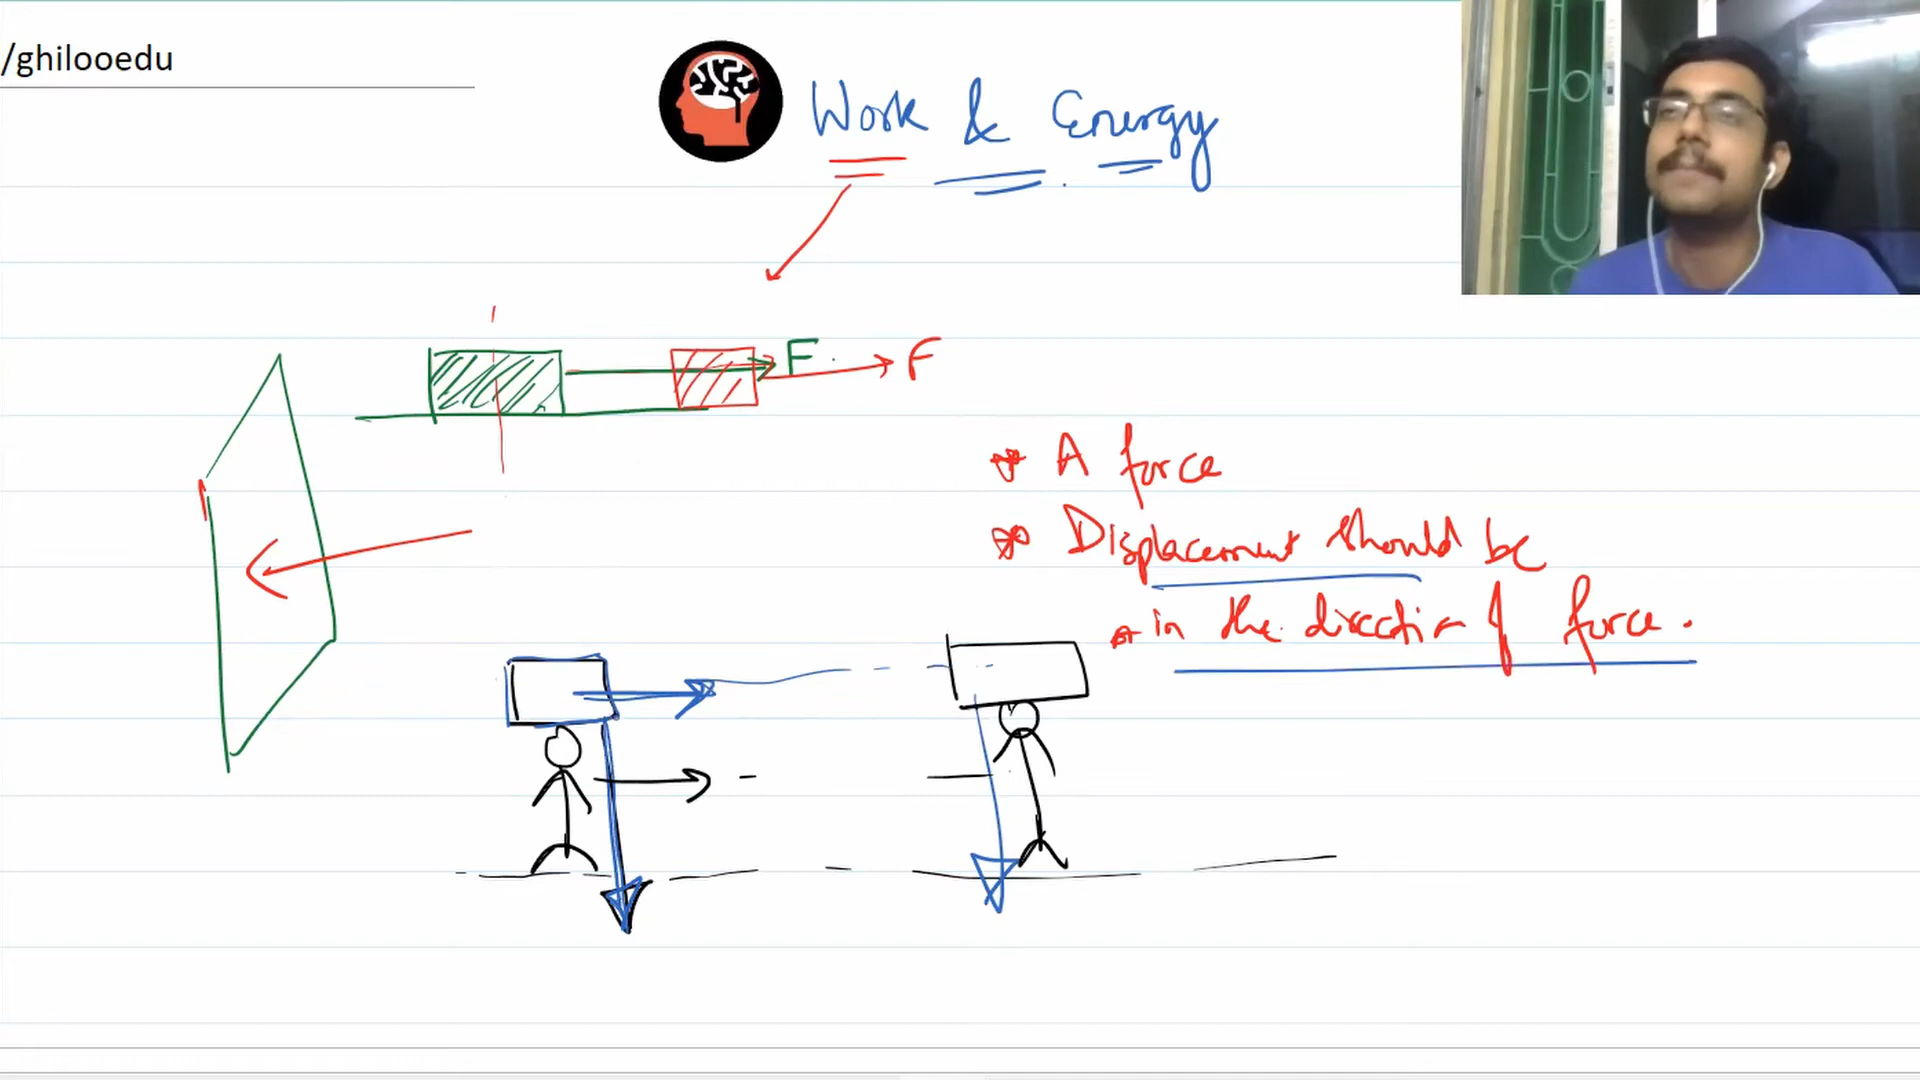 /ghilooedu
Work & Energy
F
F
* A force
* Displacement should be
in the direction of force.